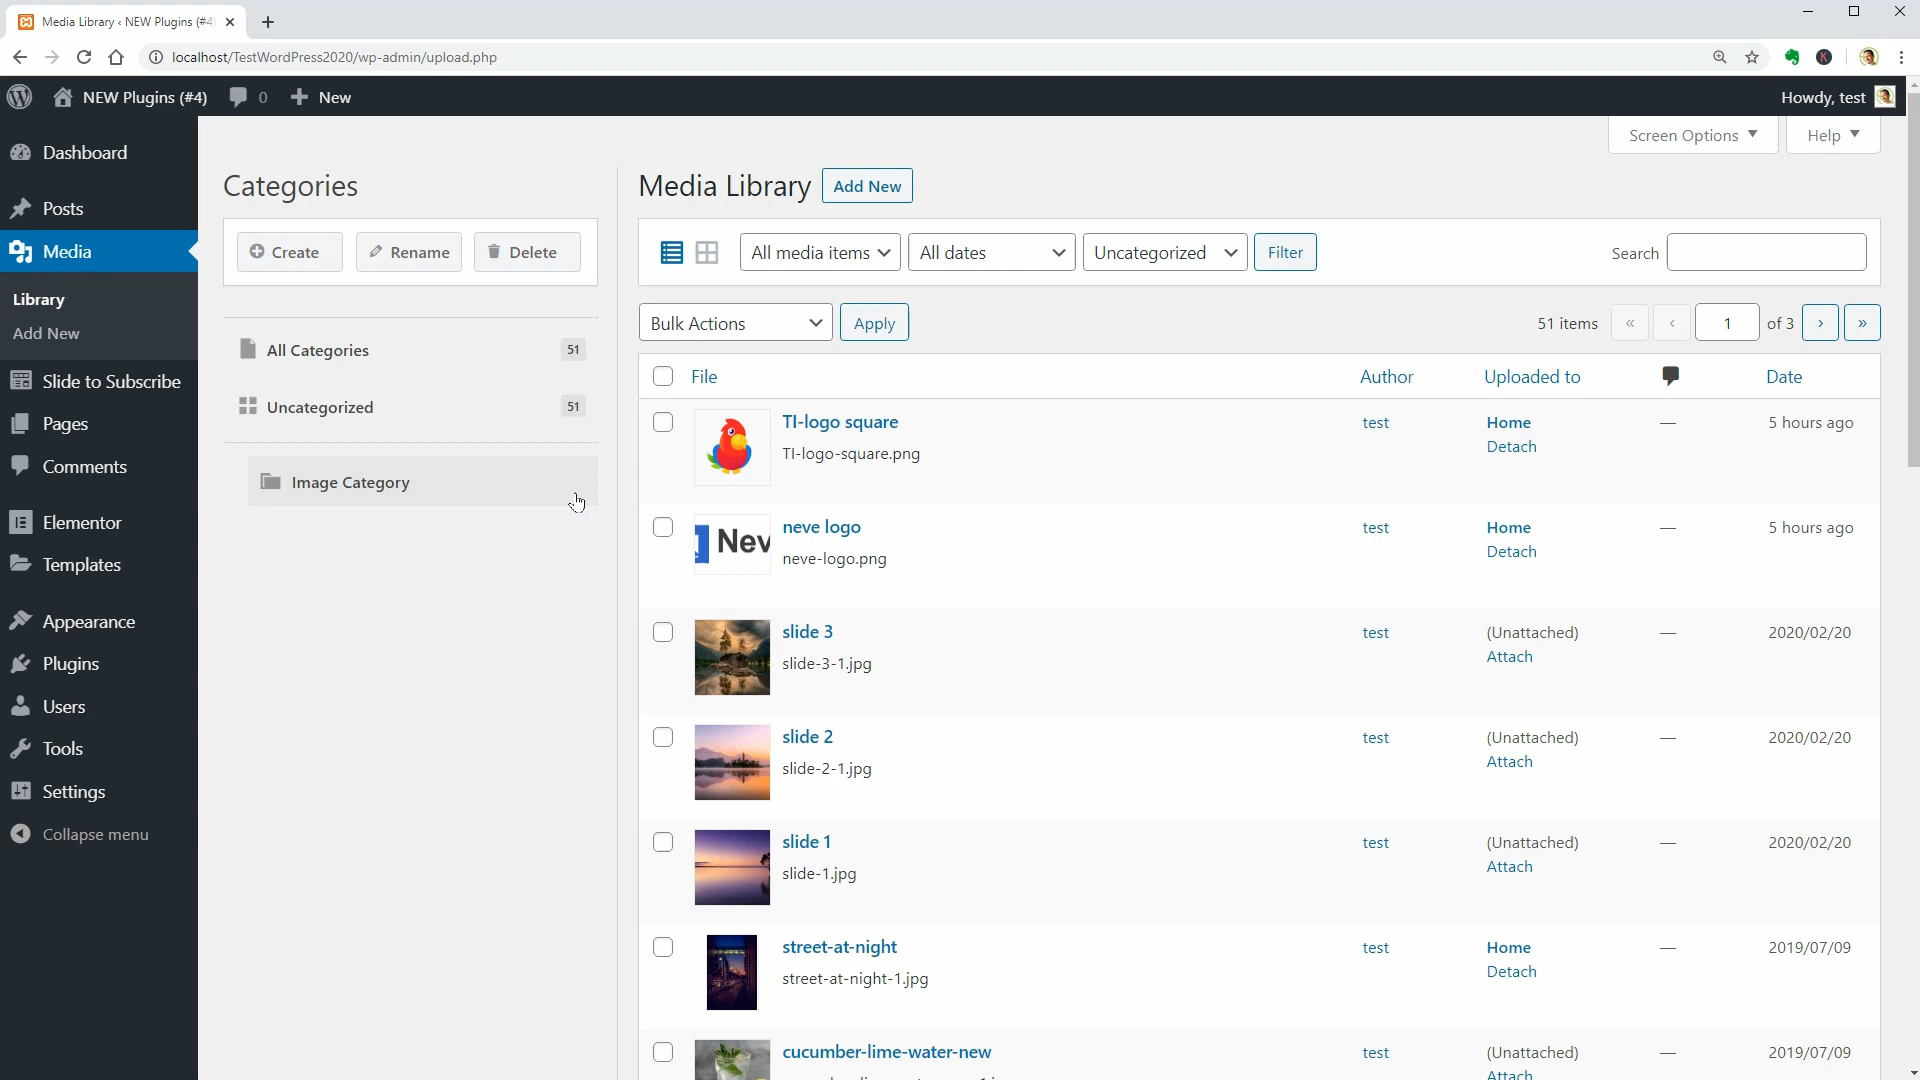 Media Library ‹ NEW Plugins (#4
localhost/TestWordPress2020/wp-admin/upload.php
NEW Plugins (#4)
0
New
Howdy, test
Screen Options
Help
Dashboard
Posts
Media
Library
Add New
Slide to Subscribe
Pages
Comments
Elementor
Templates
Appearance
Plugins
Users
Tools
Settings
Collapse menu
Categories
Create
Rename
Delete
All Categories
51
Uncategorized
51
Image Category
Media Library
Add New
All media items
All dates
Uncategorized
Filter
Search
Bulk Actions
Apply
51 items
«
‹
1
of 3
›
»
File
Author
Uploaded to
Date
TI-logo square
TI-logo-square.png
test
Home
Detach
—
5 hours ago
Nev
neve logo
neve-logo.png
test
Home
Detach
—
5 hours ago
slide 3
slide-3-1.jpg
test
(Unattached)
Attach
—
2020/02/20
slide 2
slide-2-1.jpg
test
(Unattached)
Attach
—
2020/02/20
slide 1
slide-1.jpg
test
(Unattached)
Attach
—
2020/02/20
street-at-night
street-at-night-1.jpg
test
Home
Detach
—
2019/07/09
cucumber-lime-water-new
test
(Unattached)
Attach
—
2019/07/09